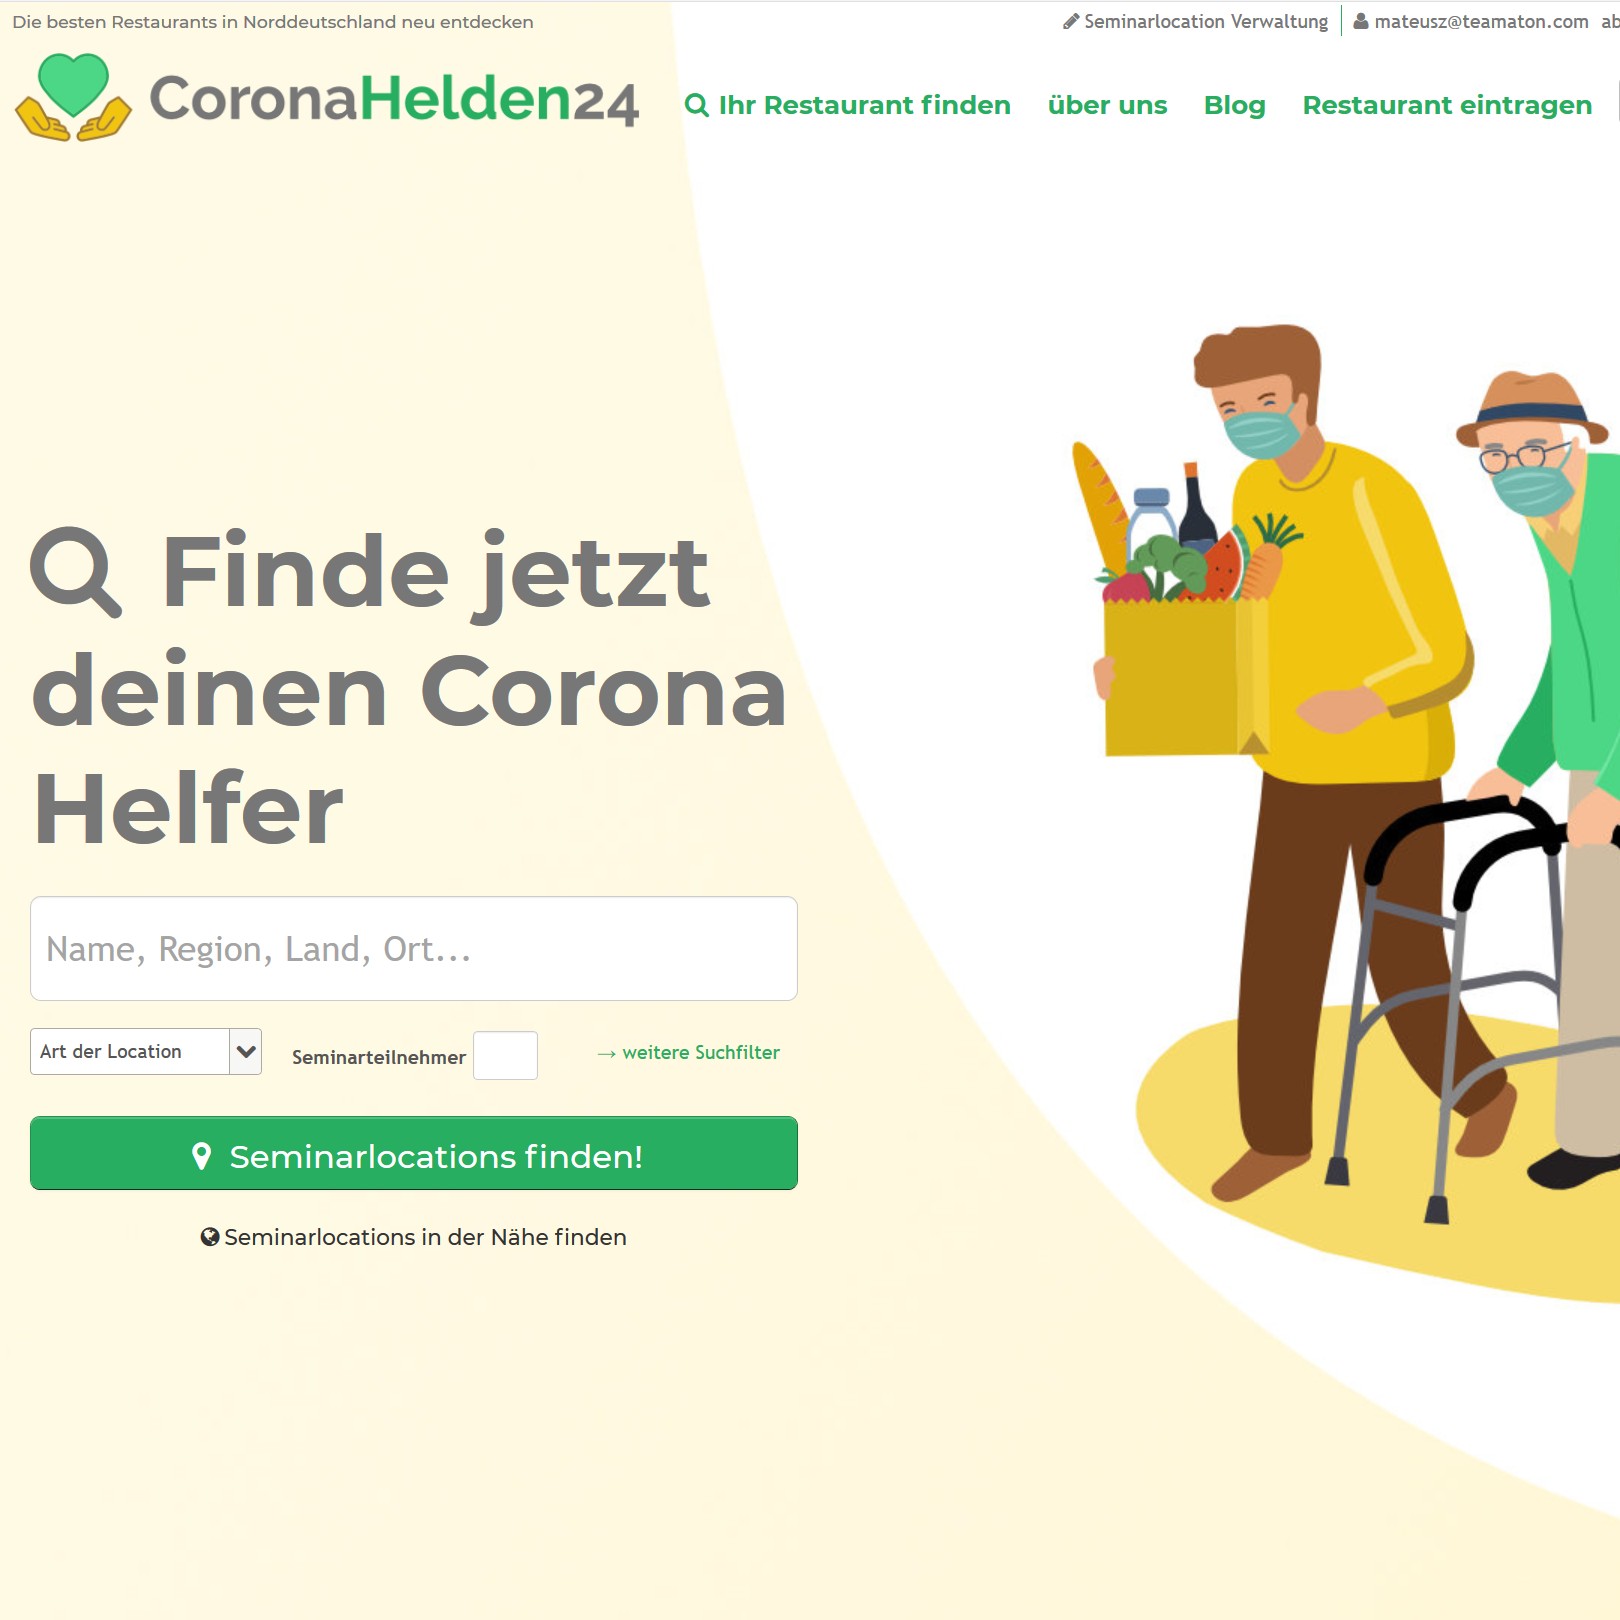 Die besten Restaurants in Norddeutschland neu entdecken
Seminarlocation Verwaltung
mateusz@teamaton.com
CoronaHelden24
Ihr Restaurant finden
über uns
Blog
Restaurant eintragen
Finde jetzt
deinen Corona
Helfer
Name, Region, Land, Ort...
Art der Location
Seminarteilnehmer
→ weitere Suchfilter
Seminarlocations finden!
Seminarlocations in der Nähe finden